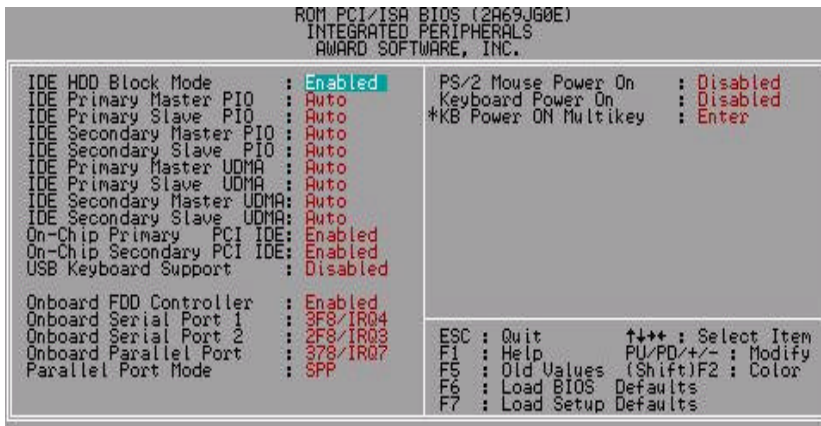 ROM PCI/ISA BIOS (2A69JG0E)
INTEGRATED PERIPHERALS
AWARD SOFTWARE, INC.
IDE HDD Block Mode : Enabled
IDE Primary Master PIO : Auto
IDE Primary Slave PIO : Auto
IDE Secondary Master PIO : Auto
IDE Secondary Slave PIO : Auto
IDE Primary Master UDMA : Auto
IDE Primary Slave UDMA : Auto
IDE Secondary Master UDMA: Auto
IDE Secondary Slave UDMA: Auto
On-Chip Primary PCI IDE: Enabled
On-Chip Secondary PCI IDE: Enabled
USB Keyboard Support : Disabled
Onboard FDD Controller : Enabled
Onboard Serial Port 1 : 3F8/IRQ4
Onboard Serial Port 2 : 2F8/IRQ3
Onboard Parallel Port : 378/IRQ7
Parallel Port Mode : SPP
PS/2 Mouse Power On : Disabled
Keyboard Power On : Disabled
*KB Power ON Multikey : Enter
ESC : Quit ↑↓→← : Select Item
F1 : Help PU/PD/+/- : Modify
F5 : Old Values (Shift)F2 : Color
F6 : Load BIOS Defaults
F7 : Load Setup Defaults